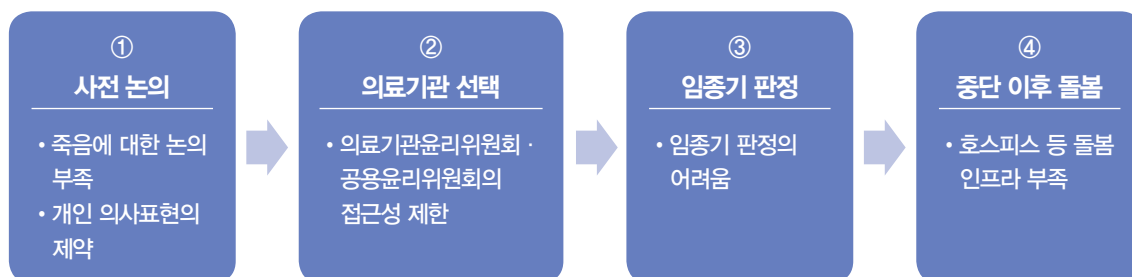 ①
사전 논의
• 죽음에 대한 논의
부족
• 개인 의사표현의
제약
②
의료기관 선택
• 의료기관윤리위원회 ·
공용윤리위원회의
접근성 제한
③
임종기 판정
• 임종기 판정의
어려움
④
중단 이후 돌봄
• 호스피스 등 돌봄
인프라 부족